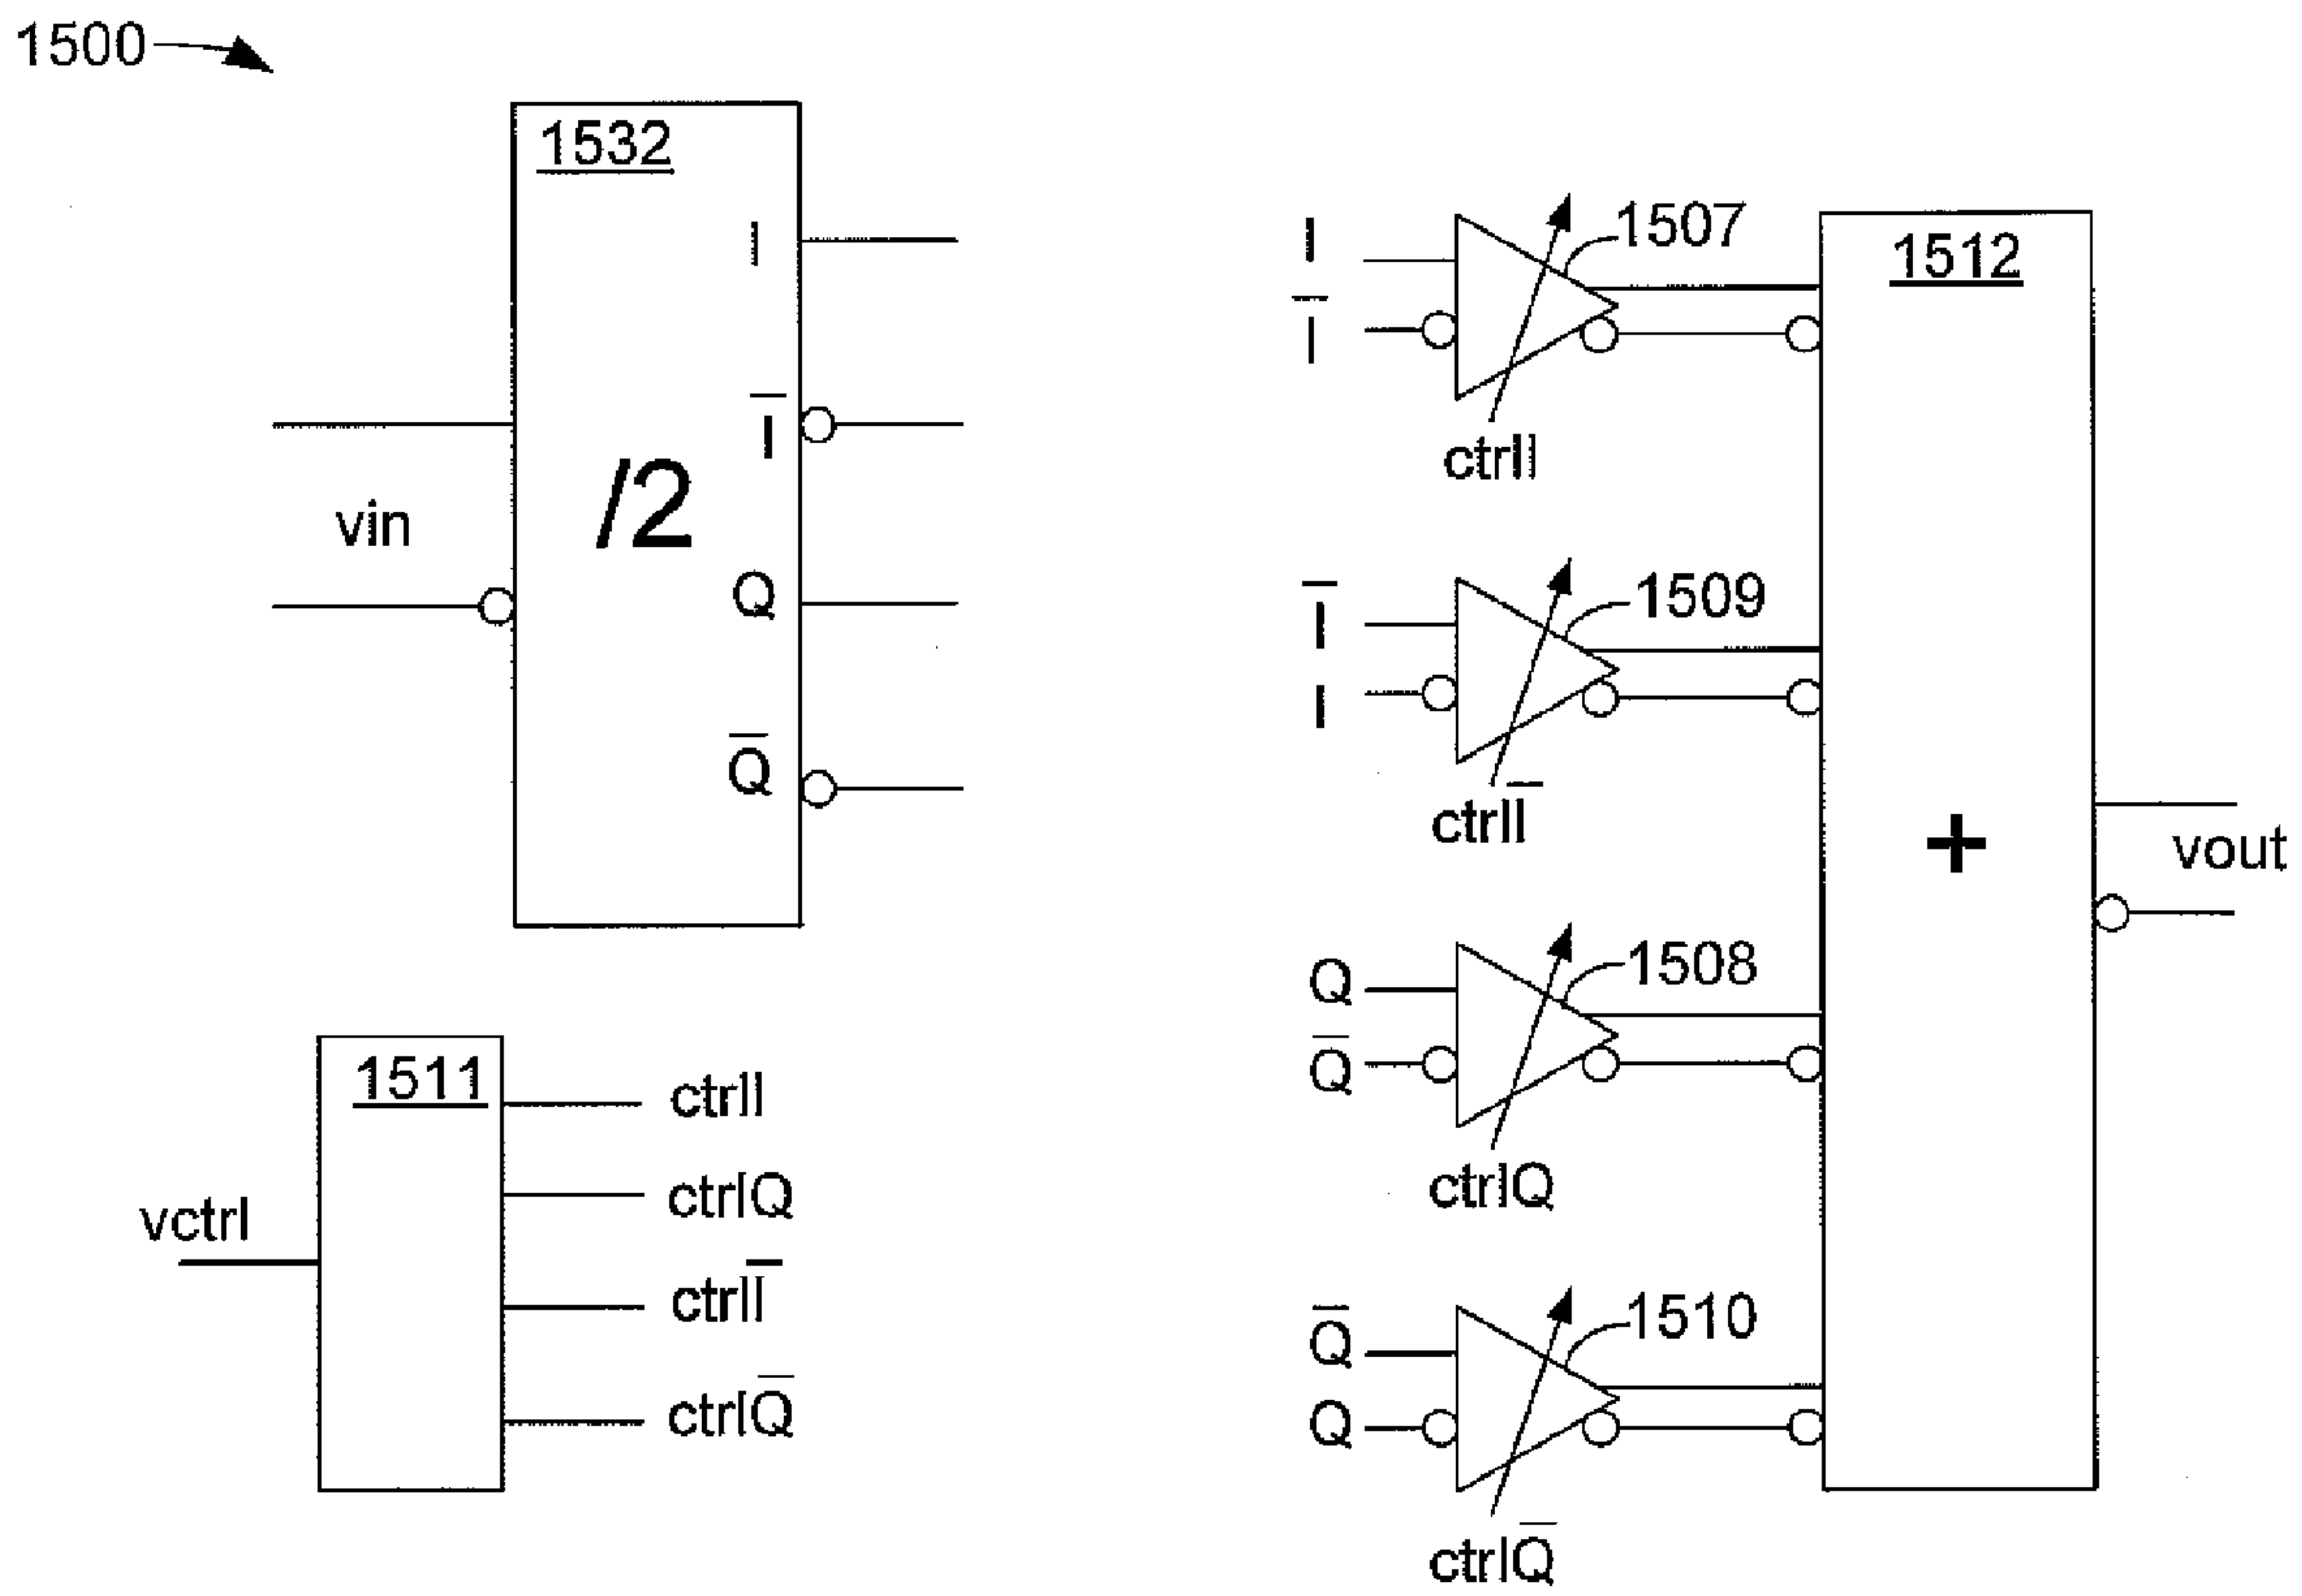 1500
1532
I
I̅
/2
vin
Q
Q̅
1511
vctrl
ctrlI
ctrlQ
ctrlI̅
ctrlQ̅
I
I̅
1507
ctrlI
I̅
I
1509
ctrlI̅
Q
Q̅
1508
ctrlQ
Q̅
Q
1510
ctrlQ̅
1512
+
vout